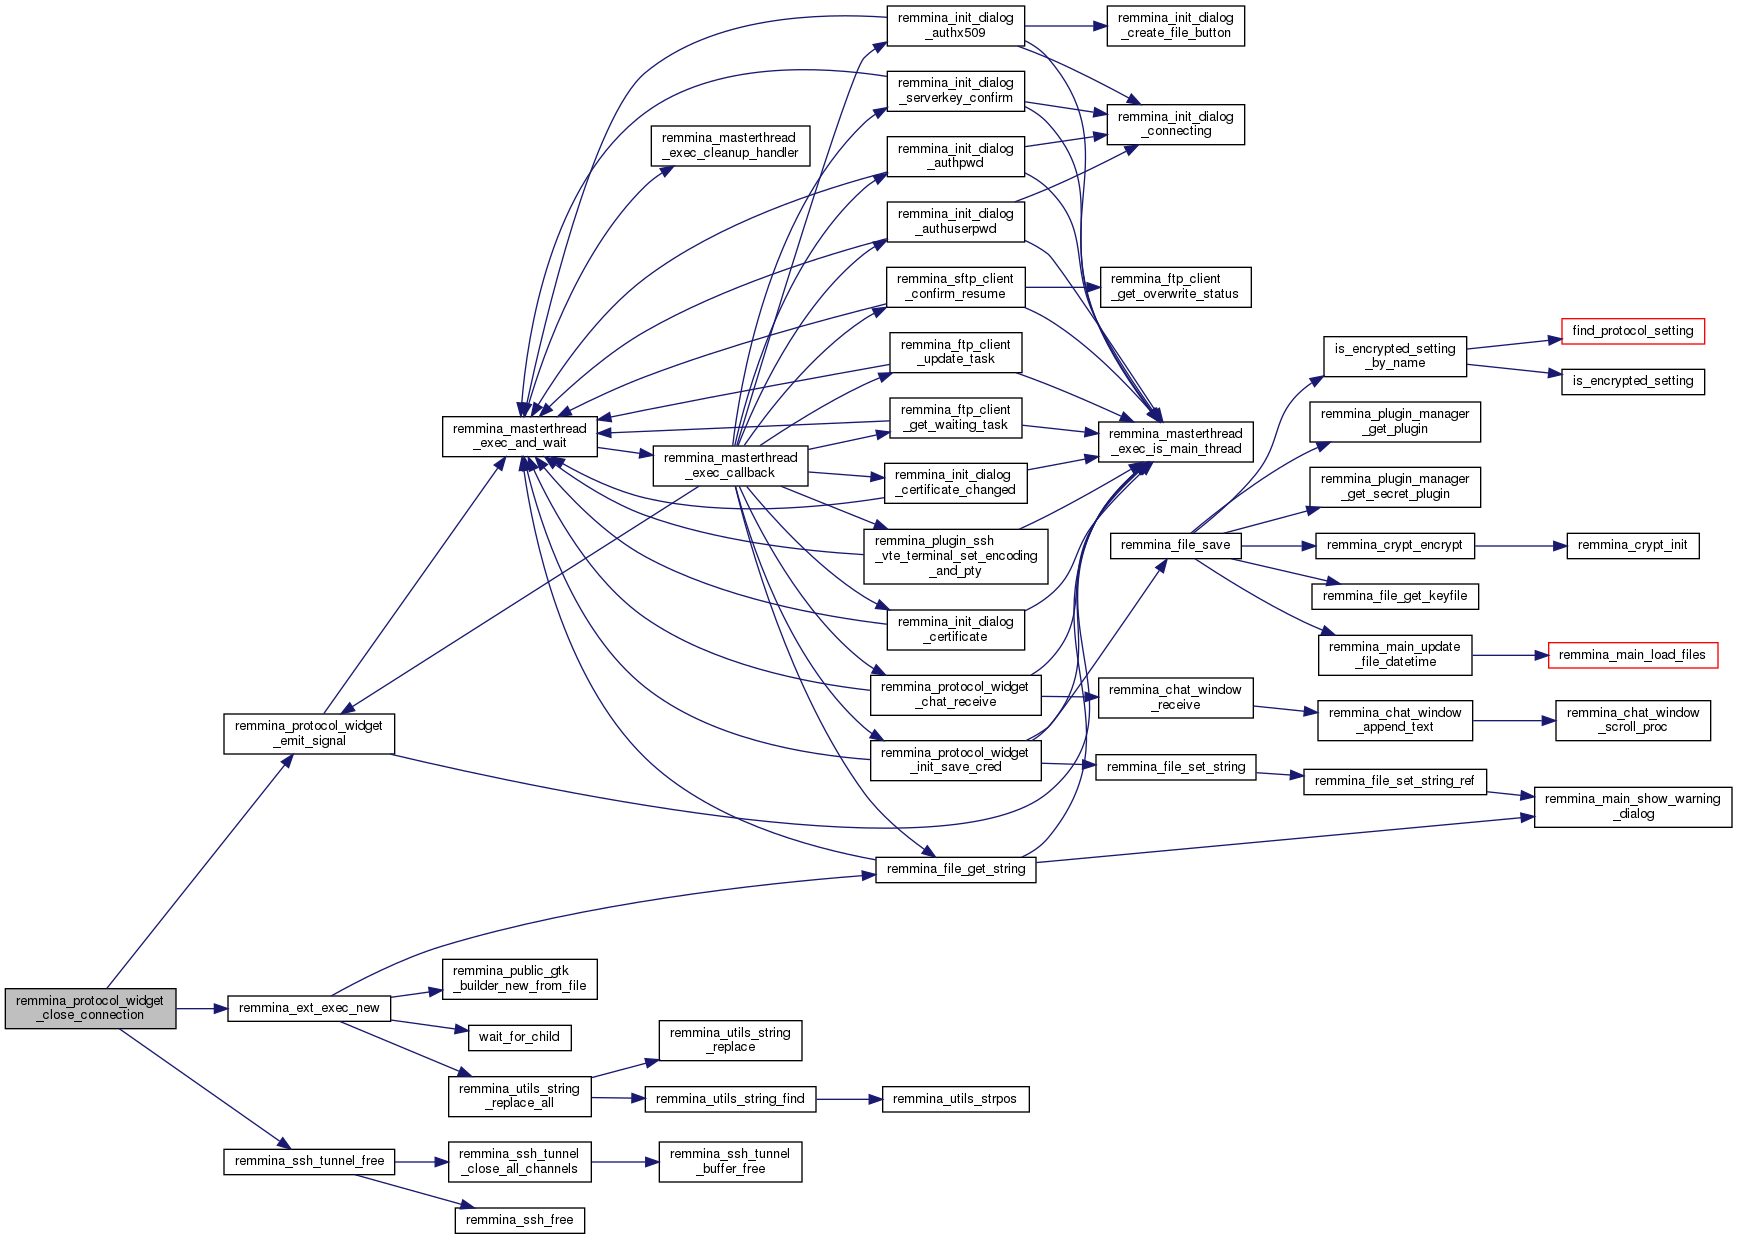 remmina_protocol_widget
_close_connection
remmina_protocol_widget
_emit_signal
remmina_ext_exec_new
remmina_ssh_tunnel_free
remmina_masterthread
_exec_and_wait
remmina_public_gtk
_builder_new_from_file
wait_for_child
remmina_utils_string
_replace_all
remmina_ssh_tunnel
_close_all_channels
remmina_ssh_free
remmina_masterthread
_exec_cleanup_handler
remmina_masterthread
_exec_callback
remmina_utils_string
_replace
remmina_utils_string_find
remmina_ssh_tunnel
_buffer_free
remmina_init_dialog
_authx509
remmina_init_dialog
_serverkey_confirm
remmina_init_dialog
_authpwd
remmina_init_dialog
_authuserpwd
remmina_sftp_client
_confirm_resume
remmina_ftp_client
_update_task
remmina_ftp_client
_get_waiting_task
remmina_init_dialog
_certificate_changed
remmina_plugin_ssh
_vte_terminal_set_encoding
_and_pty
remmina_init_dialog
_certificate
remmina_protocol_widget
_chat_receive
remmina_protocol_widget
_init_save_cred
remmina_file_get_string
remmina_utils_strpos
remmina_init_dialog
_create_file_button
remmina_init_dialog
_connecting
remmina_ftp_client
_get_overwrite_status
remmina_masterthread
_exec_is_main_thread
remmina_file_save
remmina_chat_window
_receive
remmina_file_set_string
is_encrypted_setting
_by_name
remmina_plugin_manager
_get_plugin
remmina_plugin_manager
_get_secret_plugin
remmina_crypt_encrypt
remmina_file_get_keyfile
remmina_main_update
_file_datetime
remmina_chat_window
_append_text
remmina_file_set_string_ref
find_protocol_setting
is_encrypted_setting
remmina_crypt_init
remmina_main_load_files
remmina_chat_window
_scroll_proc
remmina_main_show_warning
_dialog